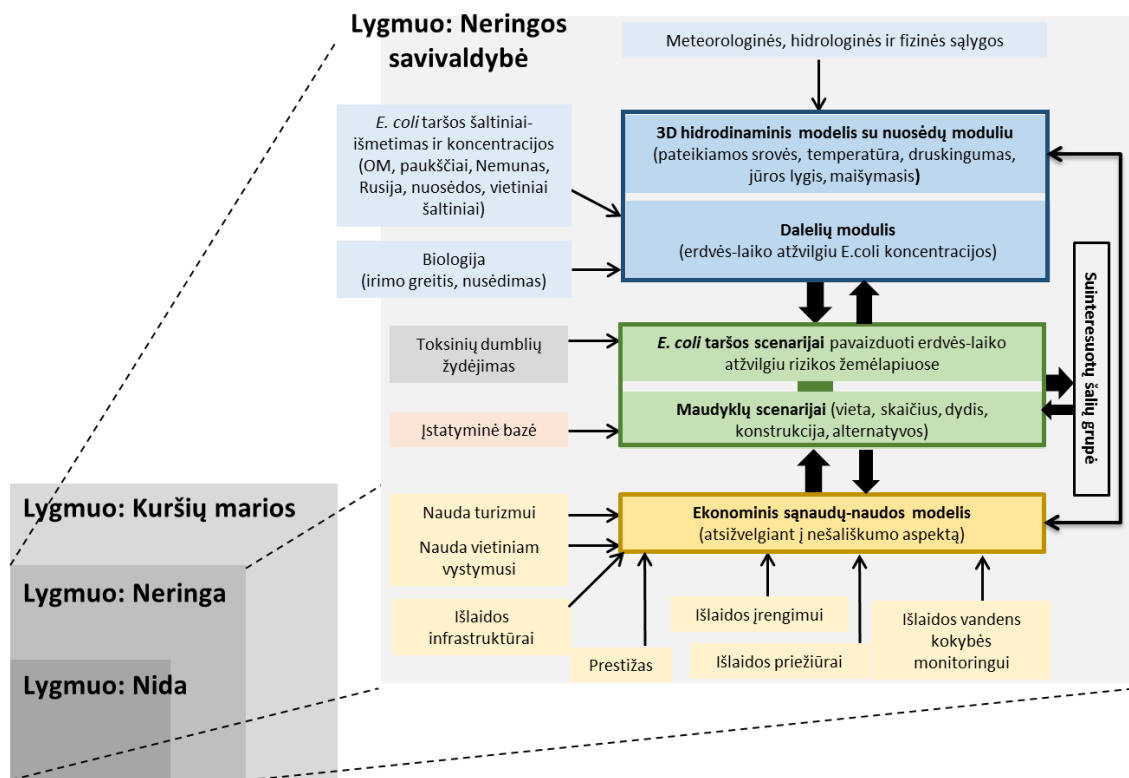 Lygmuo: Neringos
savivaldybė
Meteorologinės, hidrologinės ir fizinės sąlygos
E. coli taršos šaltiniai-
išmetimas ir koncentracijos
(OM, paukščiai, Nemunas,
Rusija, nuosėdos, vietiniai
šaltiniai)
3D hidrodinaminis modelis su nuosėdų moduliu
(pateikiamos srovės, temperatūra, druskingumas,
jūros lygis, maišymasis)
Dalelių modulis
(erdvės-laiko atžvilgiu E.coli koncentracijos)
Biologija
(irimo greitis, nusėdimas)
Suinteresuotų šalių grupė
Toksinių dumblių
žydėjimas
E. coli taršos scenarijai pavaizduoti erdvės-laiko
atžvilgiu rizikos žemėlapiuose
Maudyklų scenarijai (vieta, skaičius, dydis,
konstrukcija, alternatyvos)
Įstatyminė bazė
Lygmuo: Kuršių marios
Lygmuo: Neringa
Lygmuo: Nida
Nauda turizmui
Nauda vietiniam
vystymusi
Ekonominis sąnaudų-naudos modelis
(atsižvelgiant į nešališkumo aspektą)
Išlaidos
infrastruktūrai
Prestižas
Išlaidos įrengimui
Išlaidos priežiūrai
Išlaidos vandens
kokybės
monitoringui